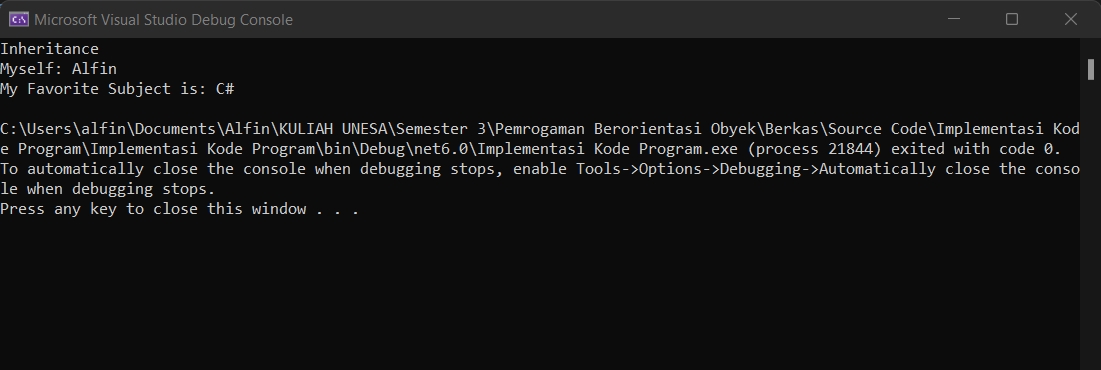 Microsoft Visual Studio Debug Console
Inheritance
Myself: Alfin
My Favorite Subject is: C#
C:\Users\alfin\Documents\Alfin\KULIAH UNESA\Semester 3\Pemrogaman Berorientasi Obyek\Berkas\Source Code\Implementasi Kod
e Program\Implementasi Kode Program\bin\Debug\net6.0\Implementasi Kode Program.exe (process 21844) exited with code 0.
To automatically close the console when debugging stops, enable Tools->Options->Debugging->Automatically close the conso
le when debugging stops.
Press any key to close this window . . .